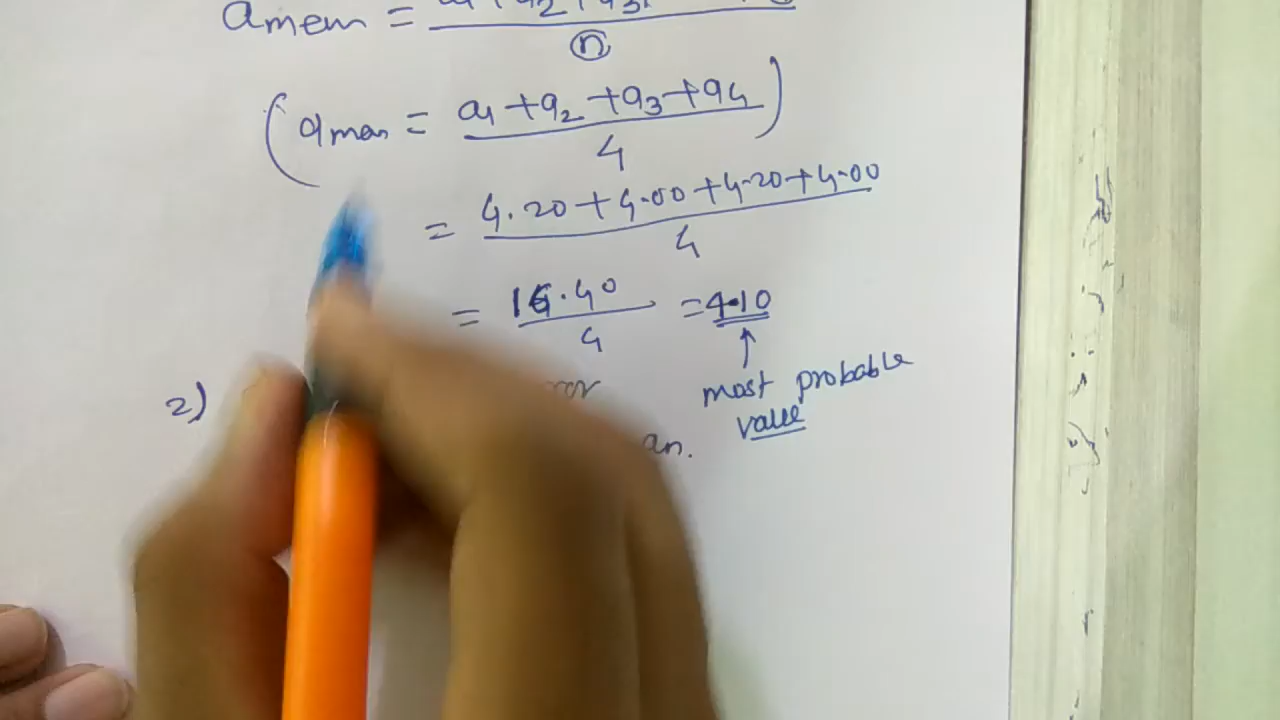 amem =
n
(amean = a1 + a2 + a3 + a4)
4
= 4.20 + 4.00 + 4.20 + 4.00
4
= 16.40 = 4.10
4
most probable
value
2)